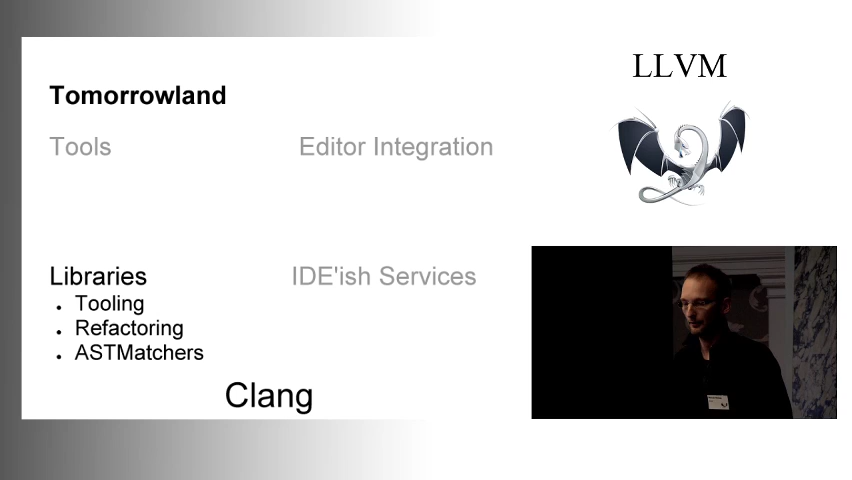 Tomorrowland
Tools
Editor Integration
Libraries
IDE'ish Services
Tooling
Refactoring
ASTMatchers
Clang
LLVM